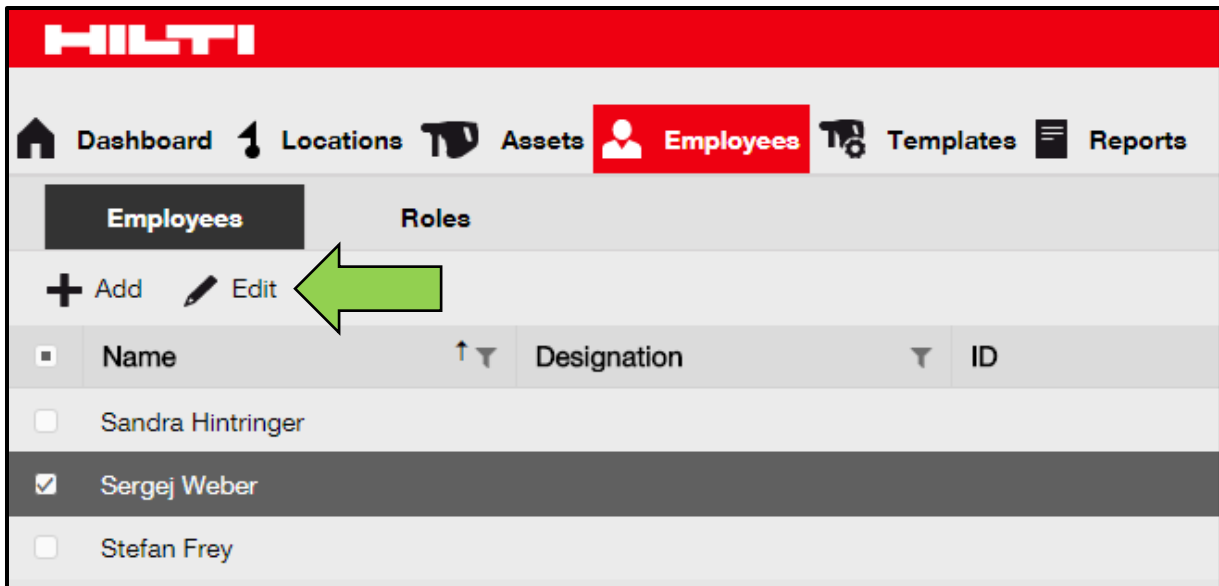 HILTI
Dashboard Locations Assets Employees Templates Reports
Employees Roles
Add Edit
Name Designation ID
Sandra Hintringer
Sergej Weber
Stefan Frey